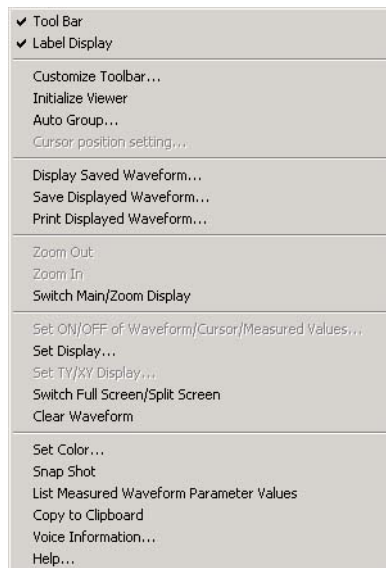 Tool Bar
Label Display
Customize Toolbar...
Initialize Viewer
Auto Group...
Cursor position setting...
Display Saved Waveform...
Save Displayed Waveform...
Print Displayed Waveform...
Zoom Out
Zoom In
Switch Main/Zoom Display
Set ON/OFF of Waveform/Cursor/Measured Values...
Set Display...
Set TY/XY Display...
Switch Full Screen/Split Screen
Clear Waveform
Set Color...
Snap Shot
List Measured Waveform Parameter Values
Copy to Clipboard
Voice Information...
Help...